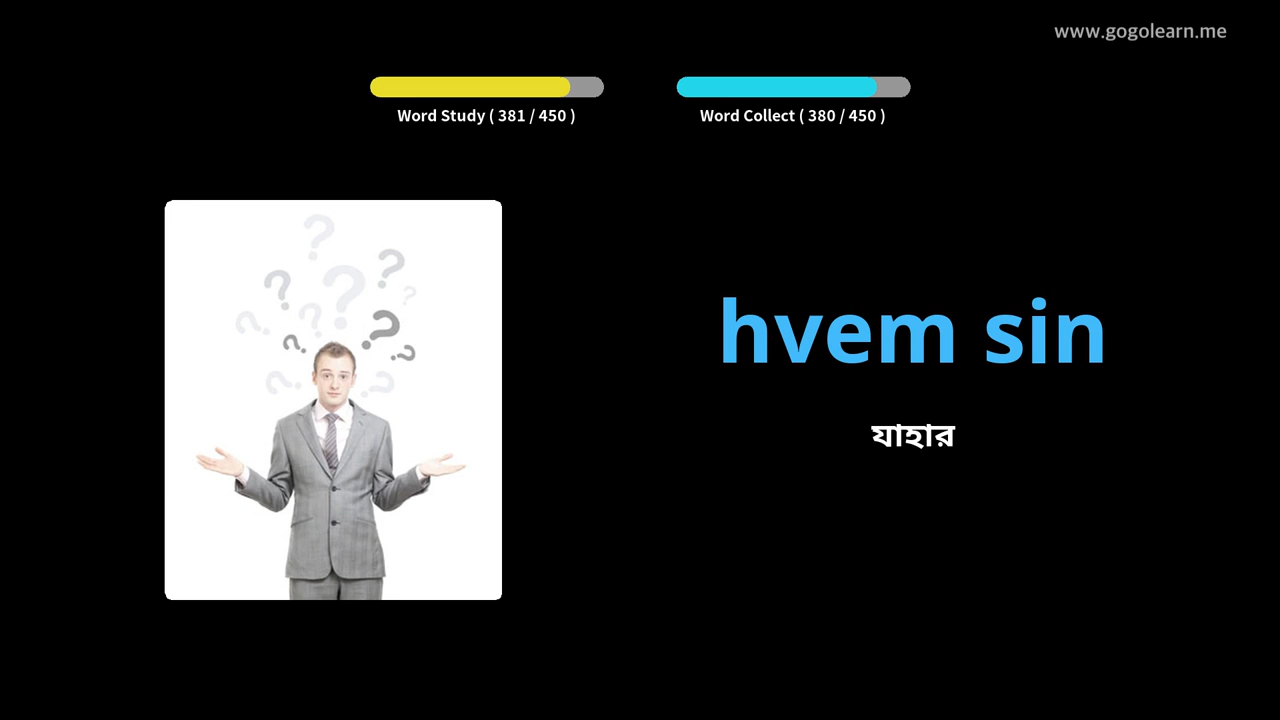 www.gogolearn.me
Word Study ( 381 / 450 )
Word Collect ( 380 / 450 )
hvem sin
যাহার